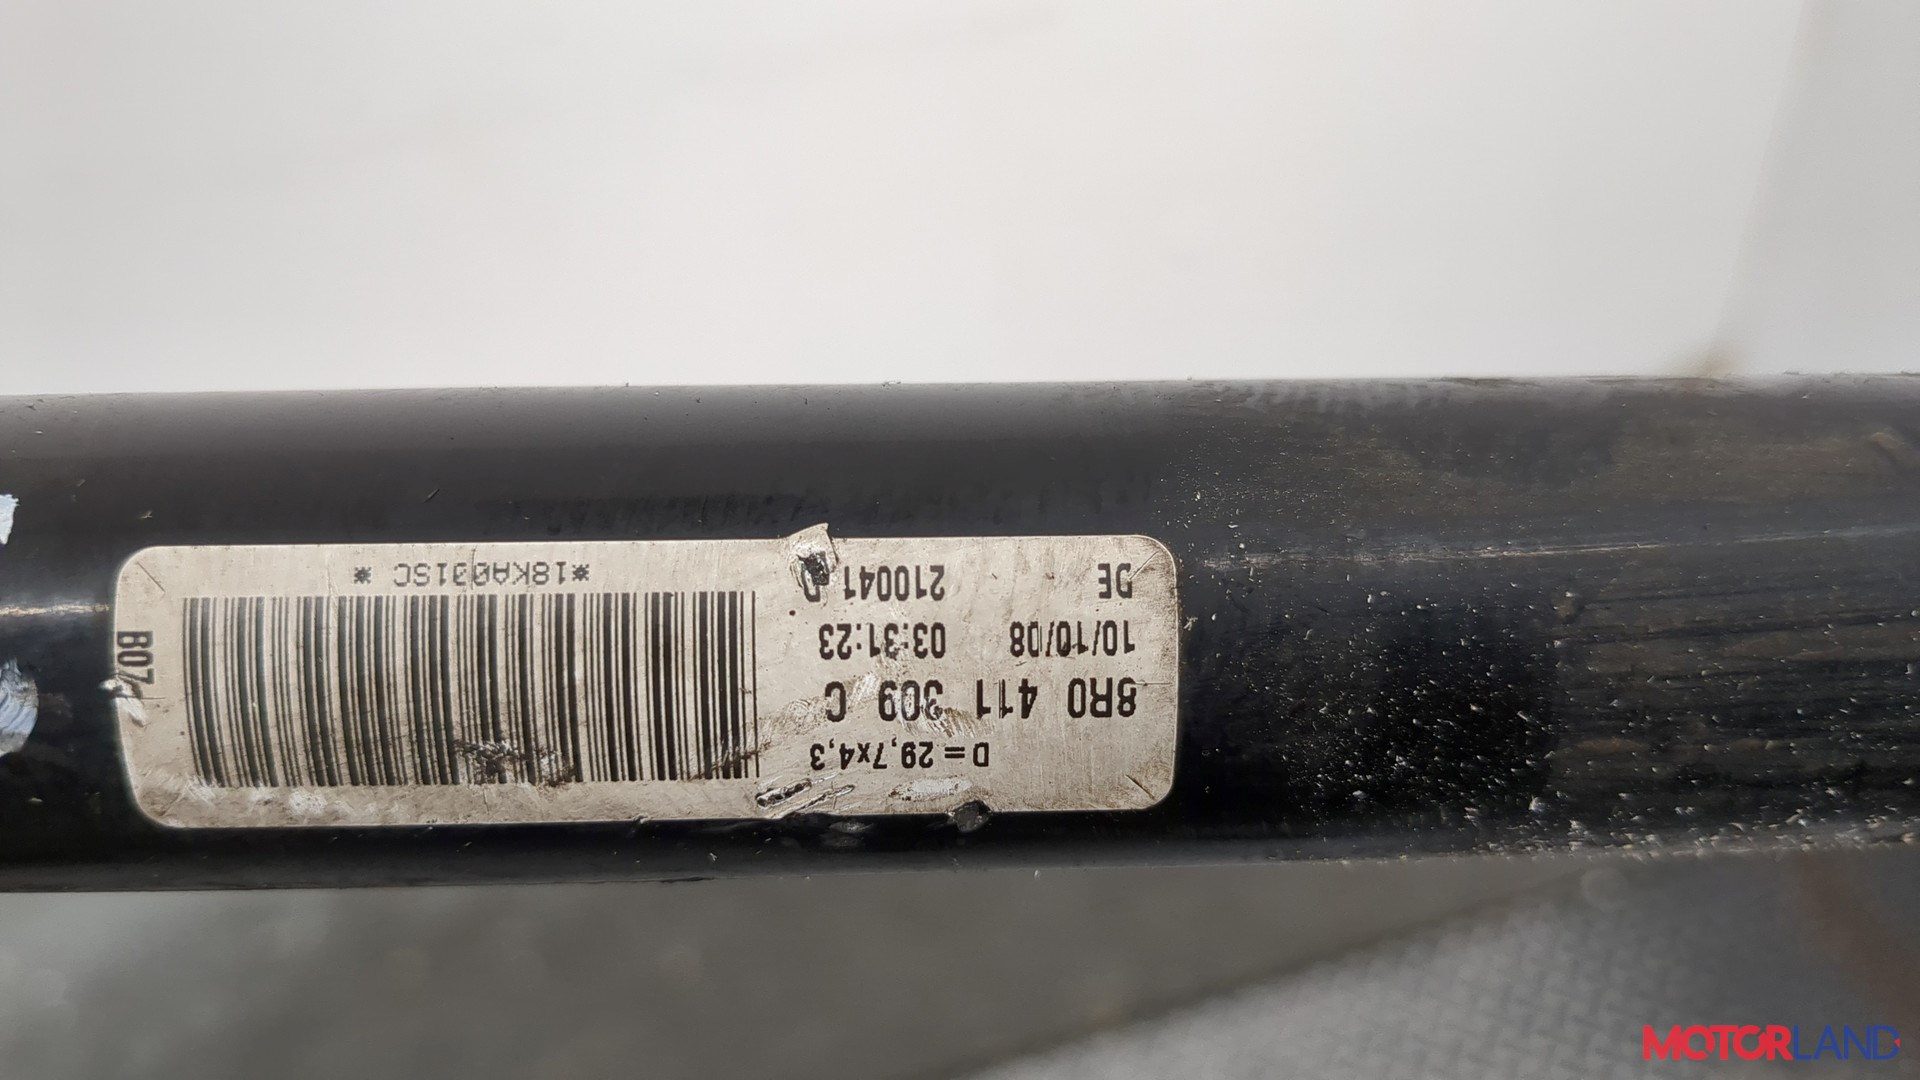 D=29,7x4,3
8R0 411 309 C
10/10/08 03:31:23
DE 210041 D
*18KA031SC *
B07
MOTORLAND